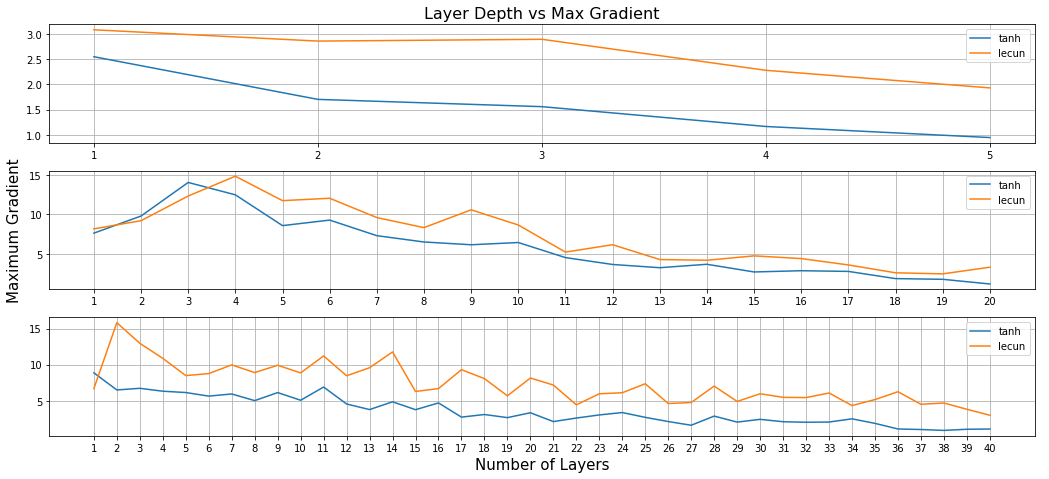 Layer Depth vs Max Gradient
3.0
2.5
2.0
1.5
1.0
tanh
lecun
1 2 3 4 5
Maximum Gradient
15
10
5
tanh
lecun
1 2 3 4 5 6 7 8 9 10 11 12 13 14 15 16 17 18 19 20
15
10
5
tanh
lecun
1 2 3 4 5 6 7 8 9 10 11 12 13 14 15 16 17 18 19 20 21 22 23 24 25 26 27 28 29 30 31 32 33 34 35 36 37 38 39 40
Number of Layers